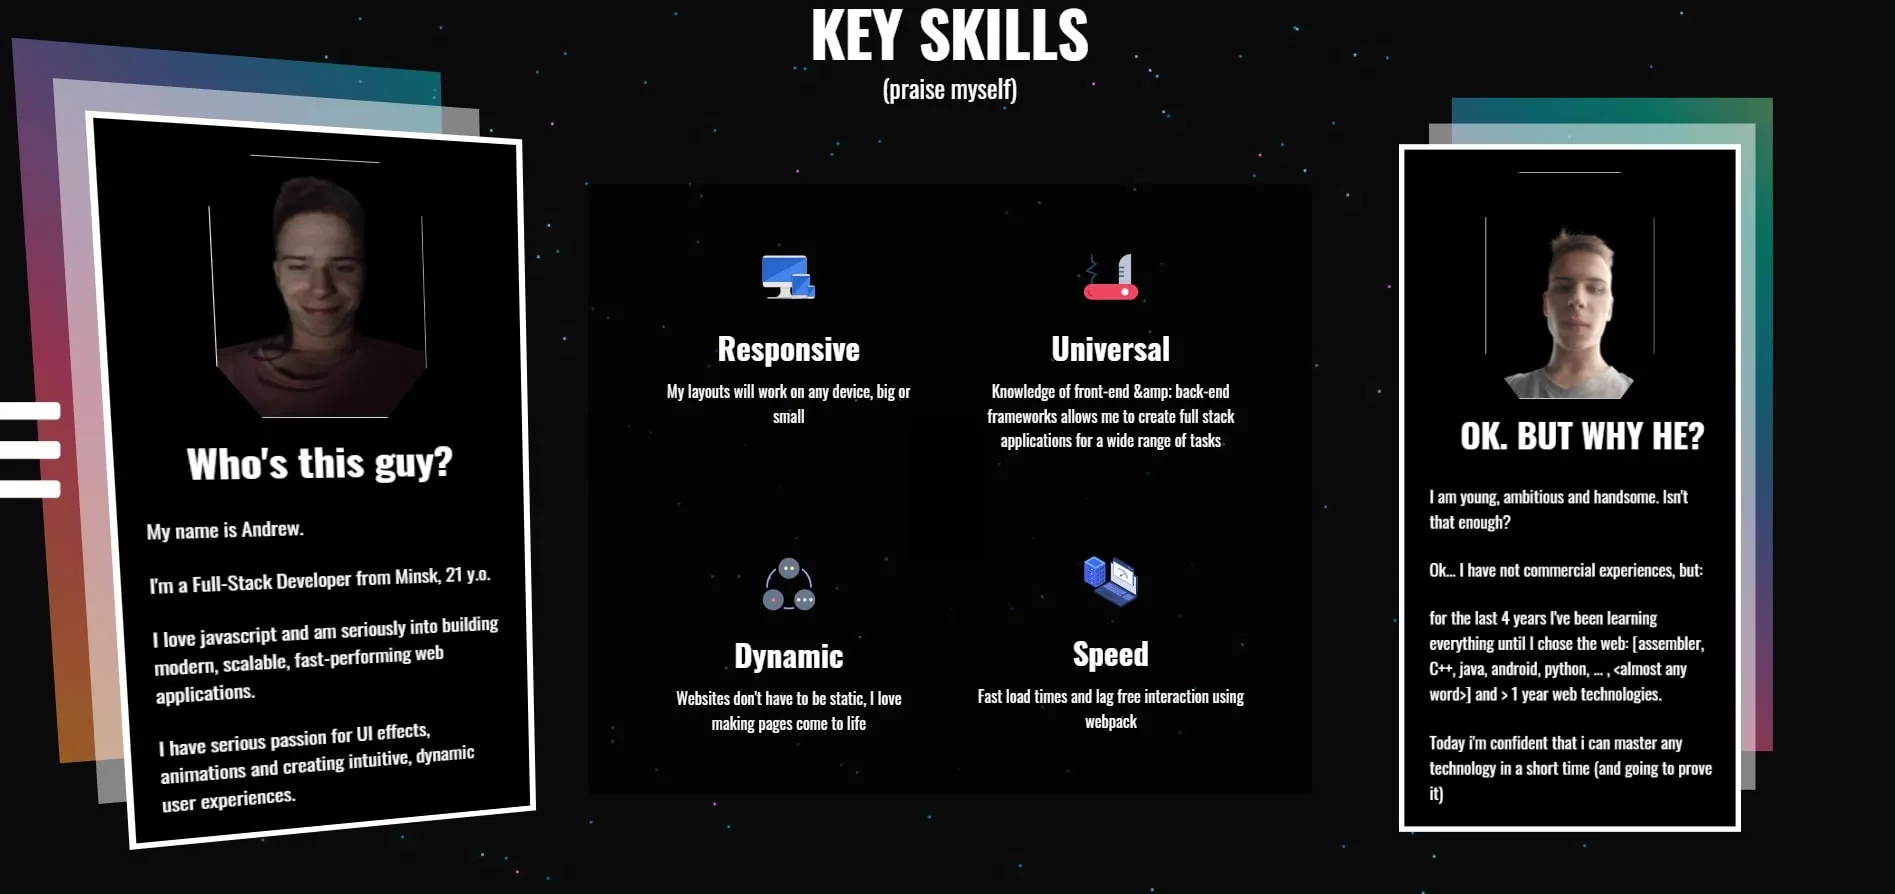 KEY SKILLS
(praise myself)
Who's this guy?
My name is Andrew.
I'm a Full-Stack Developer from Minsk, 21 y.o.
I love javascript and am seriously into building
modern, scalable, fast-performing web
applications.
I have serious passion for UI effects,
animations and creating intuitive, dynamic
user experiences.
Responsive
My layouts will work on any device, big or
small
Universal
Knowledge of front-end &amp; back-end
frameworks allows me to create full stack
applications for a wide range of tasks
Dynamic
Websites don't have to be static, I love
making pages come to life
Speed
Fast load times and lag free interaction using
webpack
OK. BUT WHY HE?
I am young, ambitious and handsome. Isn't
that enough?
Ok... I have not commercial experiences, but:
for the last 4 years I've been learning
everything until I chose the web: [assembler,
C++, java, android, python, ... , <almost any
word>] and > 1 year web technologies.
Today i'm confident that i can master any
technology in a short time (and going to prove
it)